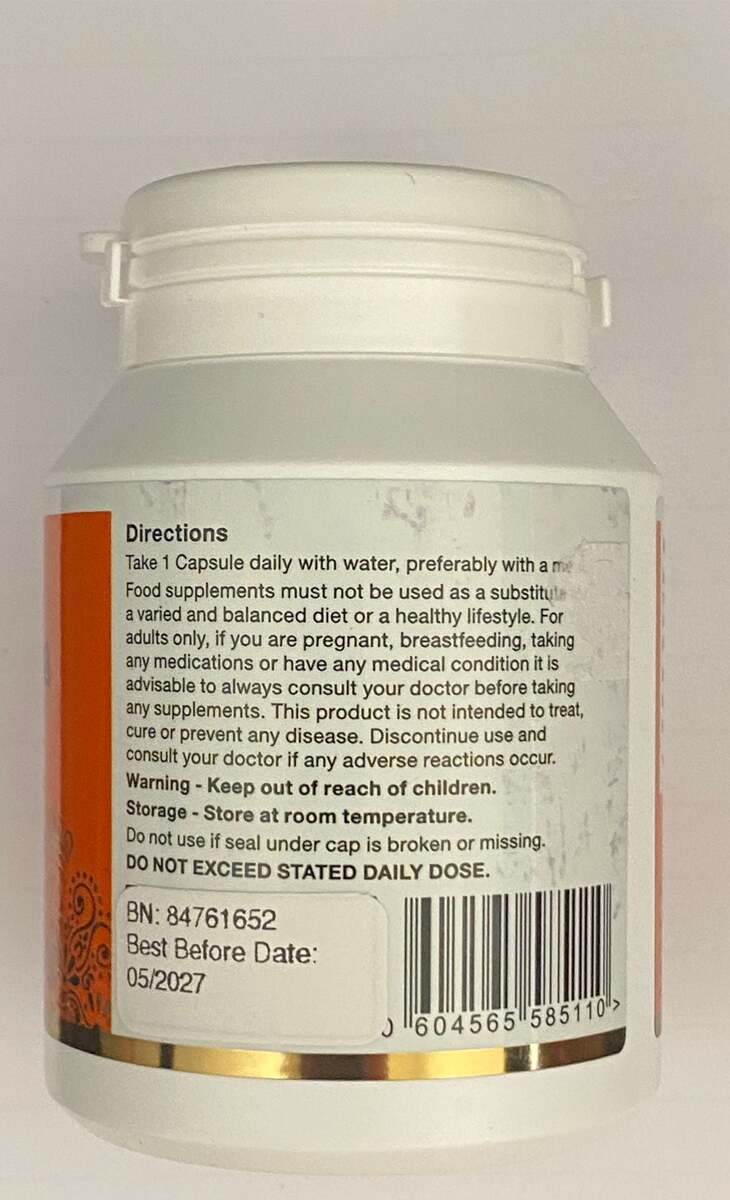 Directions
Take 1 Capsule daily with water, preferably with a
Food supplements must not be used as a substitute
a varied and balanced diet or a healthy lifestyle. For
adults only, if you are pregnant, breastfeeding, taking
any medications or have any medical condition it is
advisable to always consult your doctor before taking
any supplements. This product is not intended to treat,
cure or prevent any disease. Discontinue use and
consult your doctor if any adverse reactions occur.
Warning - Keep out of reach of children.
Storage - Store at room temperature.
Do not use if seal under cap is broken or missing.
DO NOT EXCEED STATED DAILY DOSE.
BN: 84761652
Best Before Date:
05/2027
0 604565 585110 >